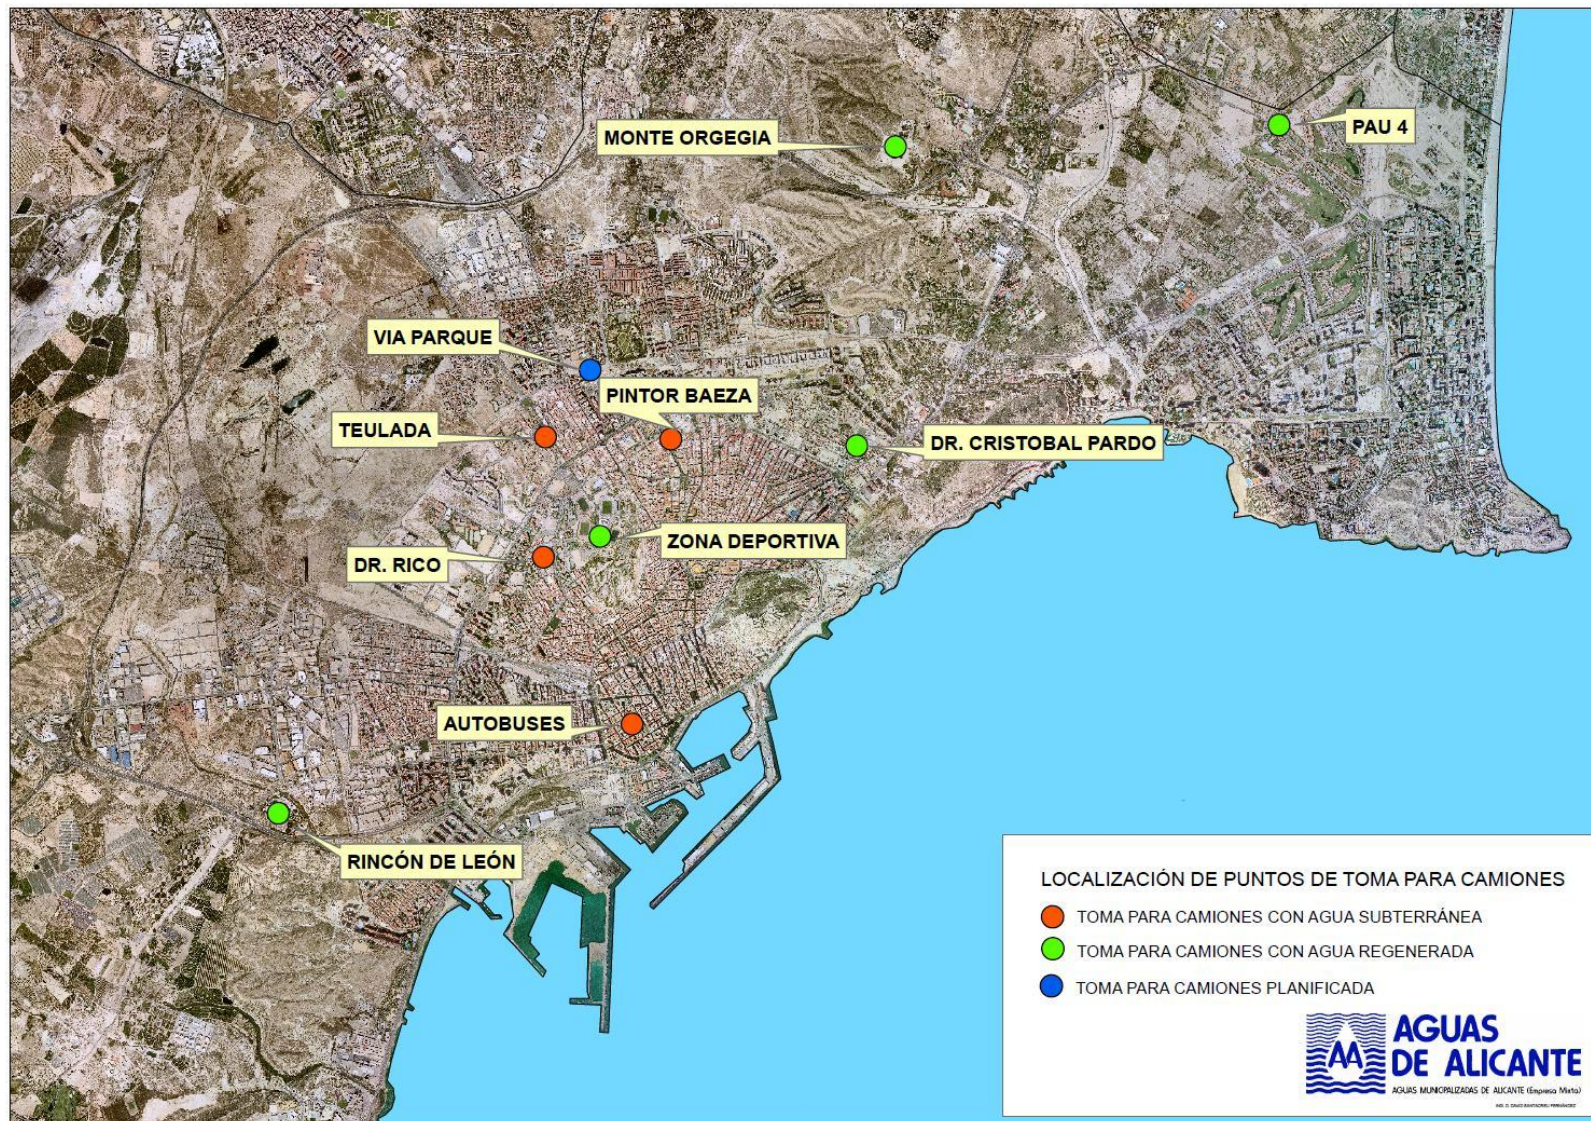 MONTE ORGEGIA
PAU 4
VIA PARQUE
PINTOR BAEZA
TEULADA
DR. CRISTOBAL PARDO
ZONA DEPORTIVA
DR. RICO
AUTOBUSES
RINCÓN DE LEÓN
LOCALIZACIÓN DE PUNTOS DE TOMA PARA CAMIONES
TOMA PARA CAMIONES CON AGUA SUBTERRÁNEA
TOMA PARA CAMIONES CON AGUA REGENERADA
TOMA PARA CAMIONES PLANIFICADA
AA
AGUAS
DE ALICANTE
AGUAS MUNICIPALIZADAS DE ALICANTE (Empresa Mixta)